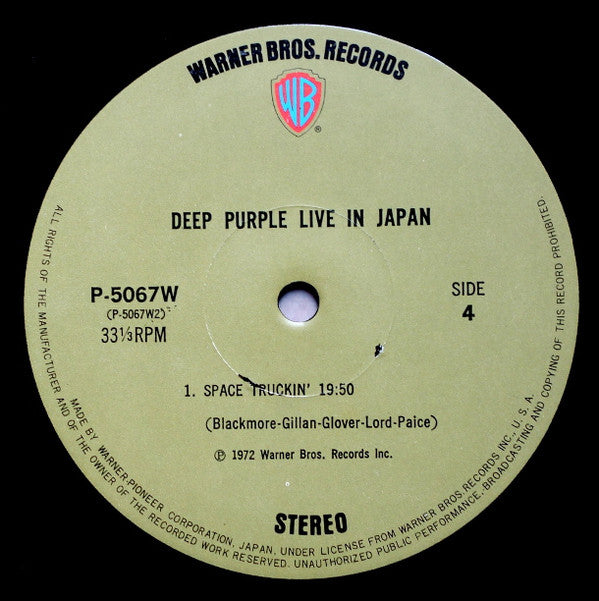 WARNER BROS. RECORDS
WB
®
DEEP PURPLE LIVE IN JAPAN
P-5067W
(P-5067W2)
33⅓RPM
SIDE
4
1. SPACE TRUCKIN' 19:50
(Blackmore-Gillan-Glover-Lord-Paice)
Ⓟ 1972 Warner Bros. Records Inc.
STEREO
MADE BY WARNER-PIONEER CORPORATION, JAPAN, UNDER LICENSE FROM WARNER BROS. RECORDS INC., U. S. A.
ALL RIGHTS OF THE MANUFACTURER AND OF THE OWNER OF THE RECORDED WORK RESERVED. UNAUTHORIZED PUBLIC PERFORMANCE, BROADCASTING AND COPYING OF THIS RECORD PROHIBITED.